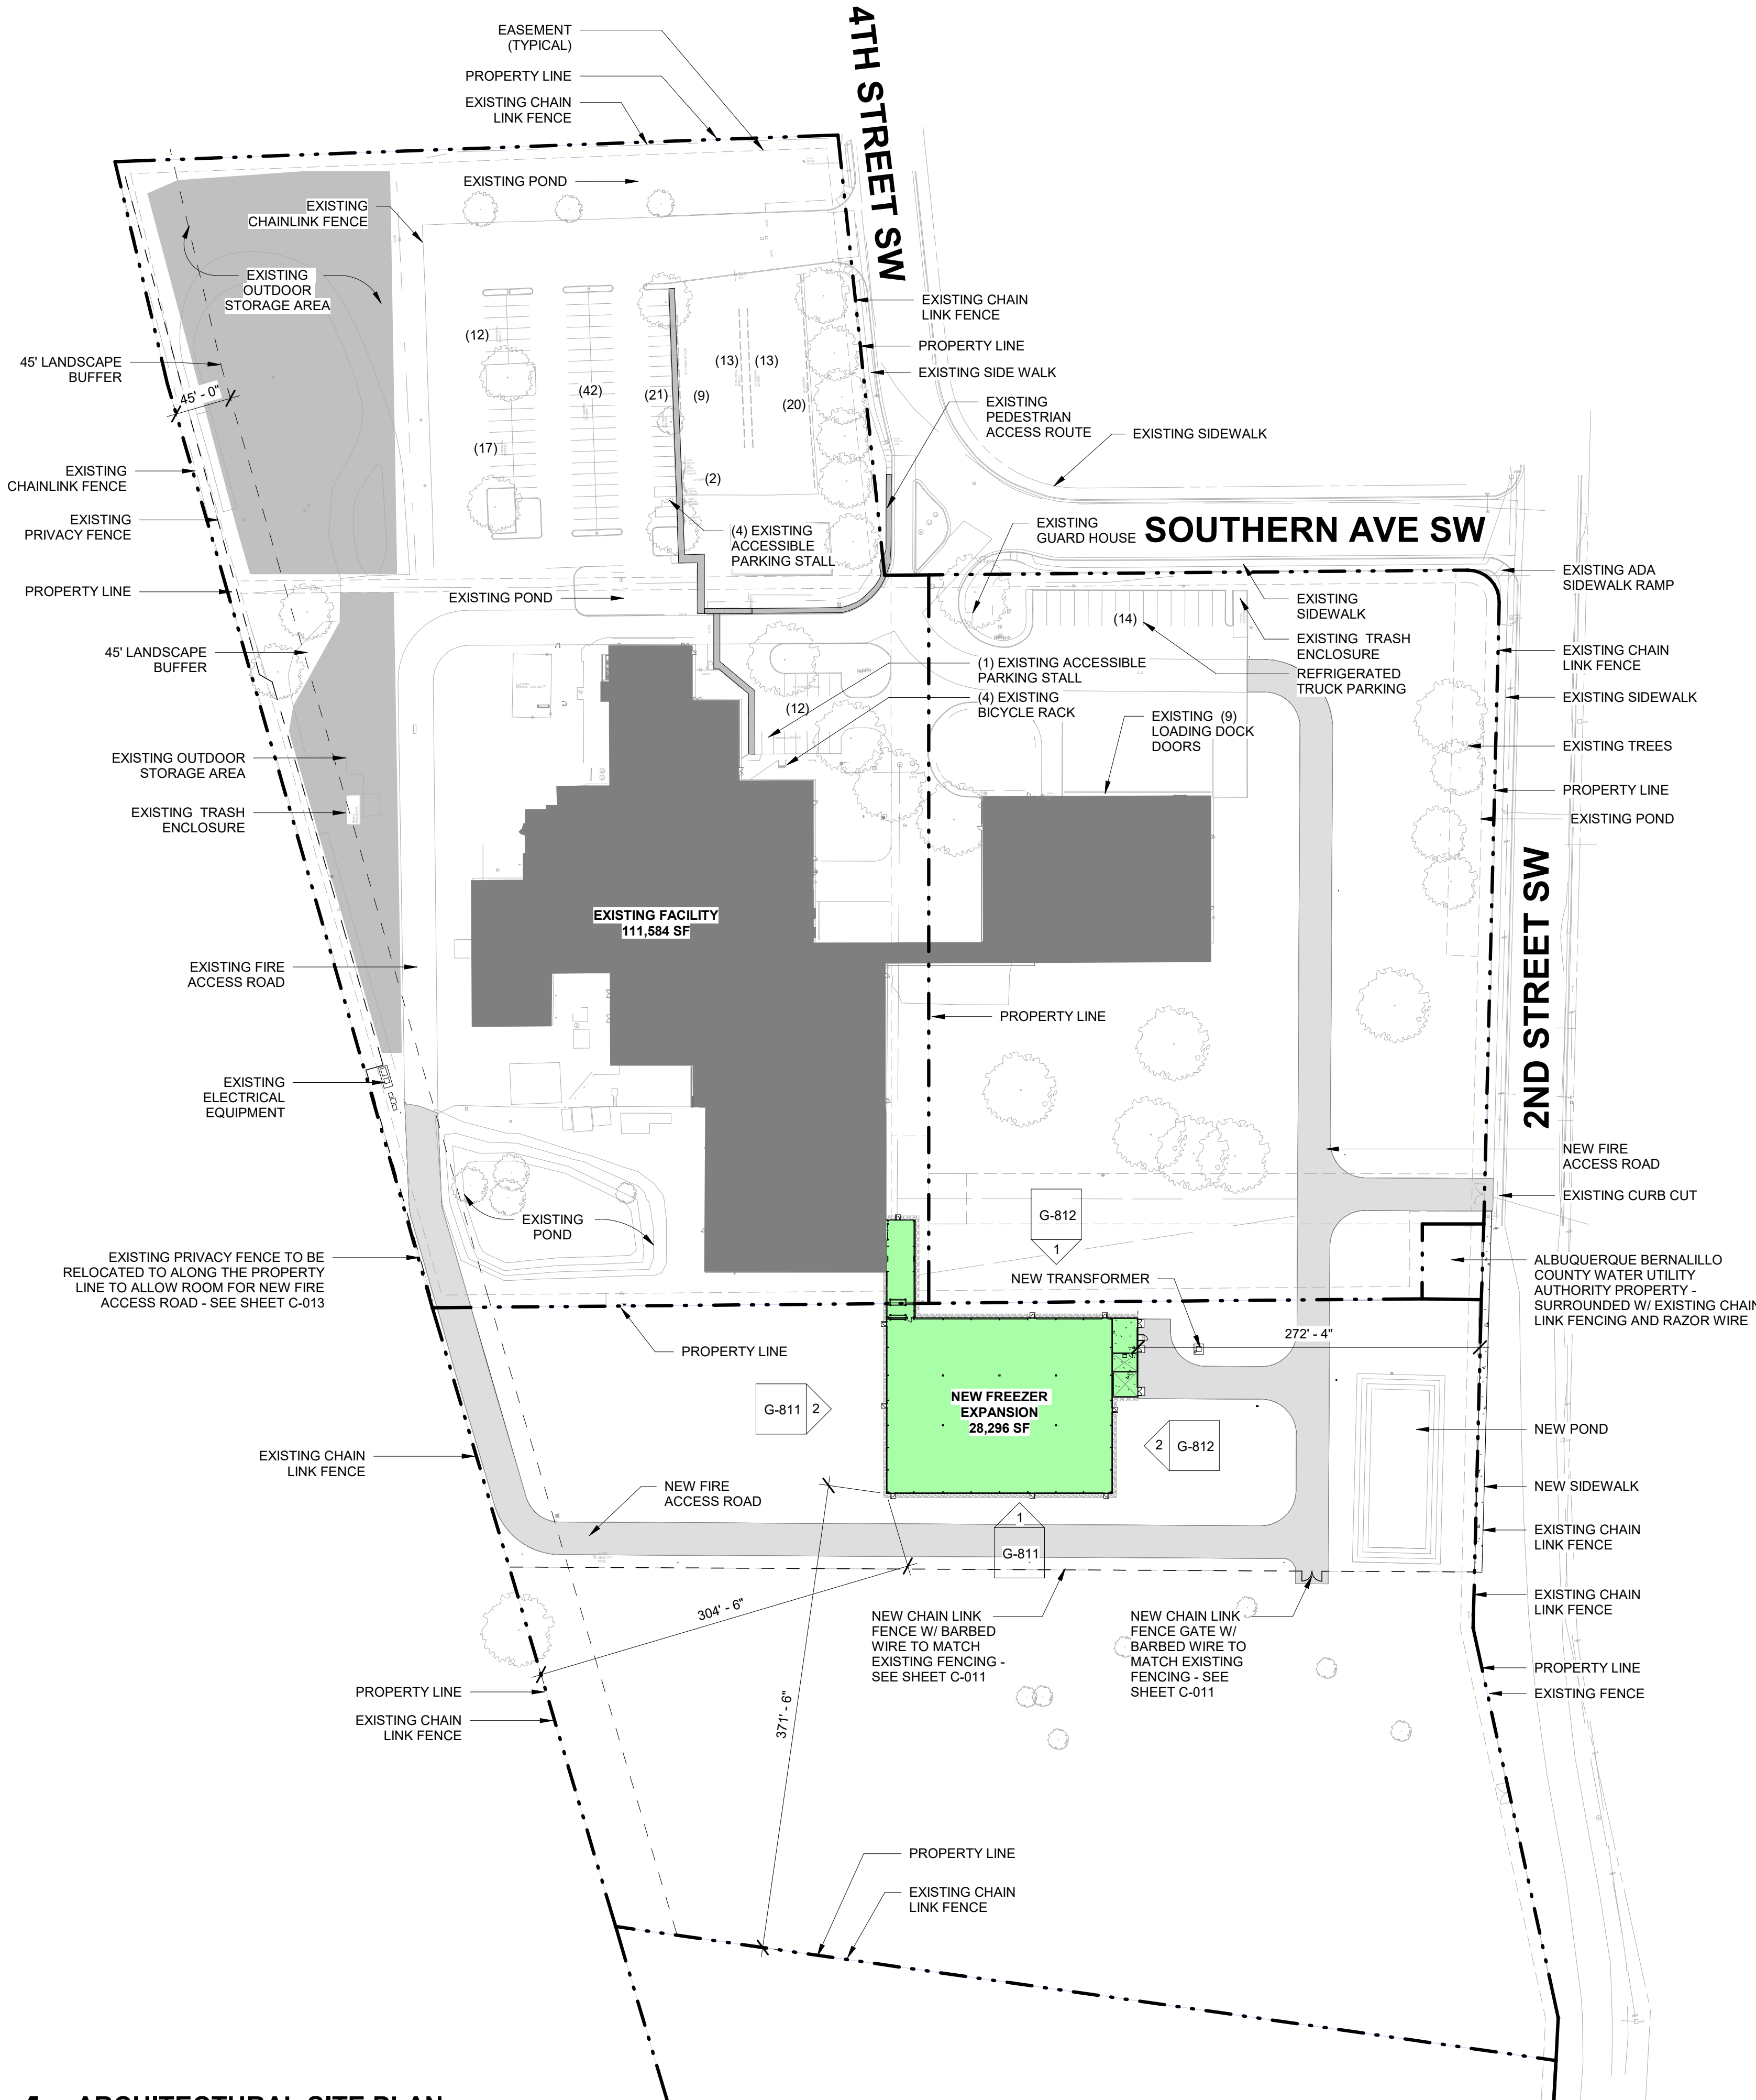 EASEMENT
(TYPICAL)
PROPERTY LINE
EXISTING CHAIN
LINK FENCE
4TH STREET SW
EXISTING POND
EXISTING
CHAINLINK FENCE
EXISTING
OUTDOOR
STORAGE AREA
45' LANDSCAPE
BUFFER
45' - 0"
(12)
(42)
(21)
(9)
(13)
(13)
(20)
(17)
(2)
EXISTING CHAIN
LINK FENCE
PROPERTY LINE
EXISTING SIDE WALK
EXISTING
PEDESTRIAN
ACCESS ROUTE
EXISTING SIDEWALK
EXISTING
CHAINLINK FENCE
EXISTING
PRIVACY FENCE
PROPERTY LINE
(4) EXISTING
ACCESSIBLE
PARKING STALL
EXISTING
GUARD HOUSE
SOUTHERN AVE SW
EXISTING ADA
SIDEWALK RAMP
EXISTING POND
(14)
EXISTING
SIDEWALK
EXISTING TRASH
ENCLOSURE
REFRIGERATED
TRUCK PARKING
EXISTING CHAIN
LINK FENCE
EXISTING SIDEWALK
45' LANDSCAPE
BUFFER
(1) EXISTING ACCESSIBLE
PARKING STALL
(4) EXISTING
BICYCLE RACK
(12)
EXISTING (9)
LOADING DOCK
DOORS
EXISTING TREES
PROPERTY LINE
EXISTING POND
EXISTING OUTDOOR
STORAGE AREA
EXISTING TRASH
ENCLOSURE
EXISTING FACILITY
111,584 SF
2ND STREET SW
EXISTING FIRE
ACCESS ROAD
PROPERTY LINE
EXISTING
ELECTRICAL
EQUIPMENT
NEW FIRE
ACCESS ROAD
EXISTING CURB CUT
EXISTING
POND
G-812
1
EXISTING PRIVACY FENCE TO BE
RELOCATED TO ALONG THE PROPERTY
LINE TO ALLOW ROOM FOR NEW FIRE
ACCESS ROAD - SEE SHEET C-013
NEW TRANSFORMER
ALBUQUERQUE BERNALILLO
COUNTY WATER UTILITY
AUTHORITY PROPERTY -
SURROUNDED W/ EXISTING CHAIN
LINK FENCING AND RAZOR WIRE
272' - 4"
PROPERTY LINE
G-811 2
NEW FREEZER
EXPANSION
28,296 SF
2 G-812
NEW POND
EXISTING CHAIN
LINK FENCE
NEW FIRE
ACCESS ROAD
NEW SIDEWALK
1
G-811
EXISTING CHAIN
LINK FENCE
304' - 6"
NEW CHAIN LINK
FENCE W/ BARBED
WIRE TO MATCH
EXISTING FENCING -
SEE SHEET C-011
NEW CHAIN LINK
FENCE GATE W/
BARBED WIRE TO
MATCH EXISTING
FENCING - SEE
SHEET C-011
EXISTING CHAIN
LINK FENCE
PROPERTY LINE
EXISTING FENCE
PROPERTY LINE
EXISTING CHAIN
LINK FENCE
371' - 6"
PROPERTY LINE
EXISTING CHAIN
LINK FENCE
ARCHITECTURAL SITE PLAN